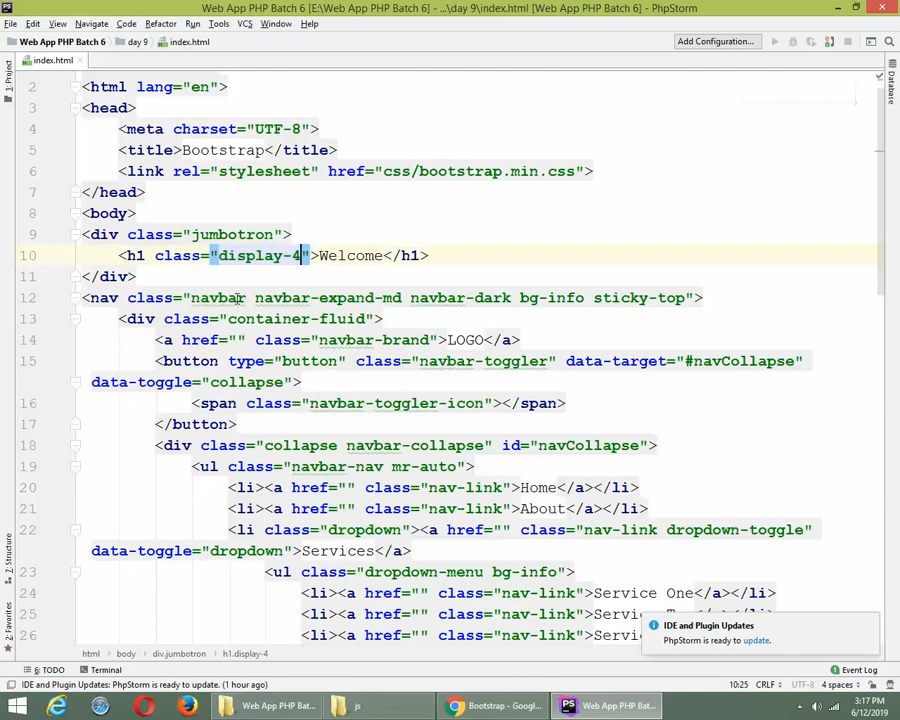 Web App PHP Batch 6 [E:\Web App PHP Batch 6] - ...\day 9\index.html - PhpStorm
File Edit View Navigate Code Refactor Run Tools VCS Window Help
Web App PHP Batch 6 day 9 index.html Add Configuration...
index.html
1: Project
Database
2 <html lang="en">
3 <head>
4 <meta charset="UTF-8">
5 <title>Bootstrap</title>
6 <link rel="stylesheet" href="css/bootstrap.min.css">
7 </head>
8 <body>
9 <div class="jumbotron">
10 <h1 class="display-4">Welcome</h1>
11 </div>
12 <nav class="navbar navbar-expand-md navbar-dark bg-info sticky-top">
13 <div class="container-fluid">
14 <a href="" class="navbar-brand">LOGO</a>
15 <button type="button" class="navbar-toggler" data-target="#navCollapse"
data-toggle="collapse">
16 <span class="navbar-toggler-icon"></span>
17 </button>
18 <div class="collapse navbar-collapse" id="navCollapse">
19 <ul class="navbar-nav mr-auto">
20 <li><a href="" class="nav-link">Home</a></li>
21 <li><a href="" class="nav-link">About</a></li>
22 <li class="dropdown"><a href="" class="nav-link dropdown-toggle"
data-toggle="dropdown">Services</a>
23 <ul class="dropdown-menu bg-info">
24 <li><a href="" class="nav-link">Service One</a></li>
25 <li><a href="" class="nav-link">Servic
26 <li><a href="" class="nav-link">Servic
7: Structure
2: Favorites
IDE and Plugin Updates
PhpStorm is ready to update.
html body div.jumbotron h1.display-4
6: TODO Terminal Event Log
IDE and Plugin Updates: PhpStorm is ready to update. (1 hour ago) 10:25 CRLF UTF-8 4 spaces
Web App PHP Bat... js Bootstrap - Googl... Web App PHP Bat... 3:17 PM
6/12/2019